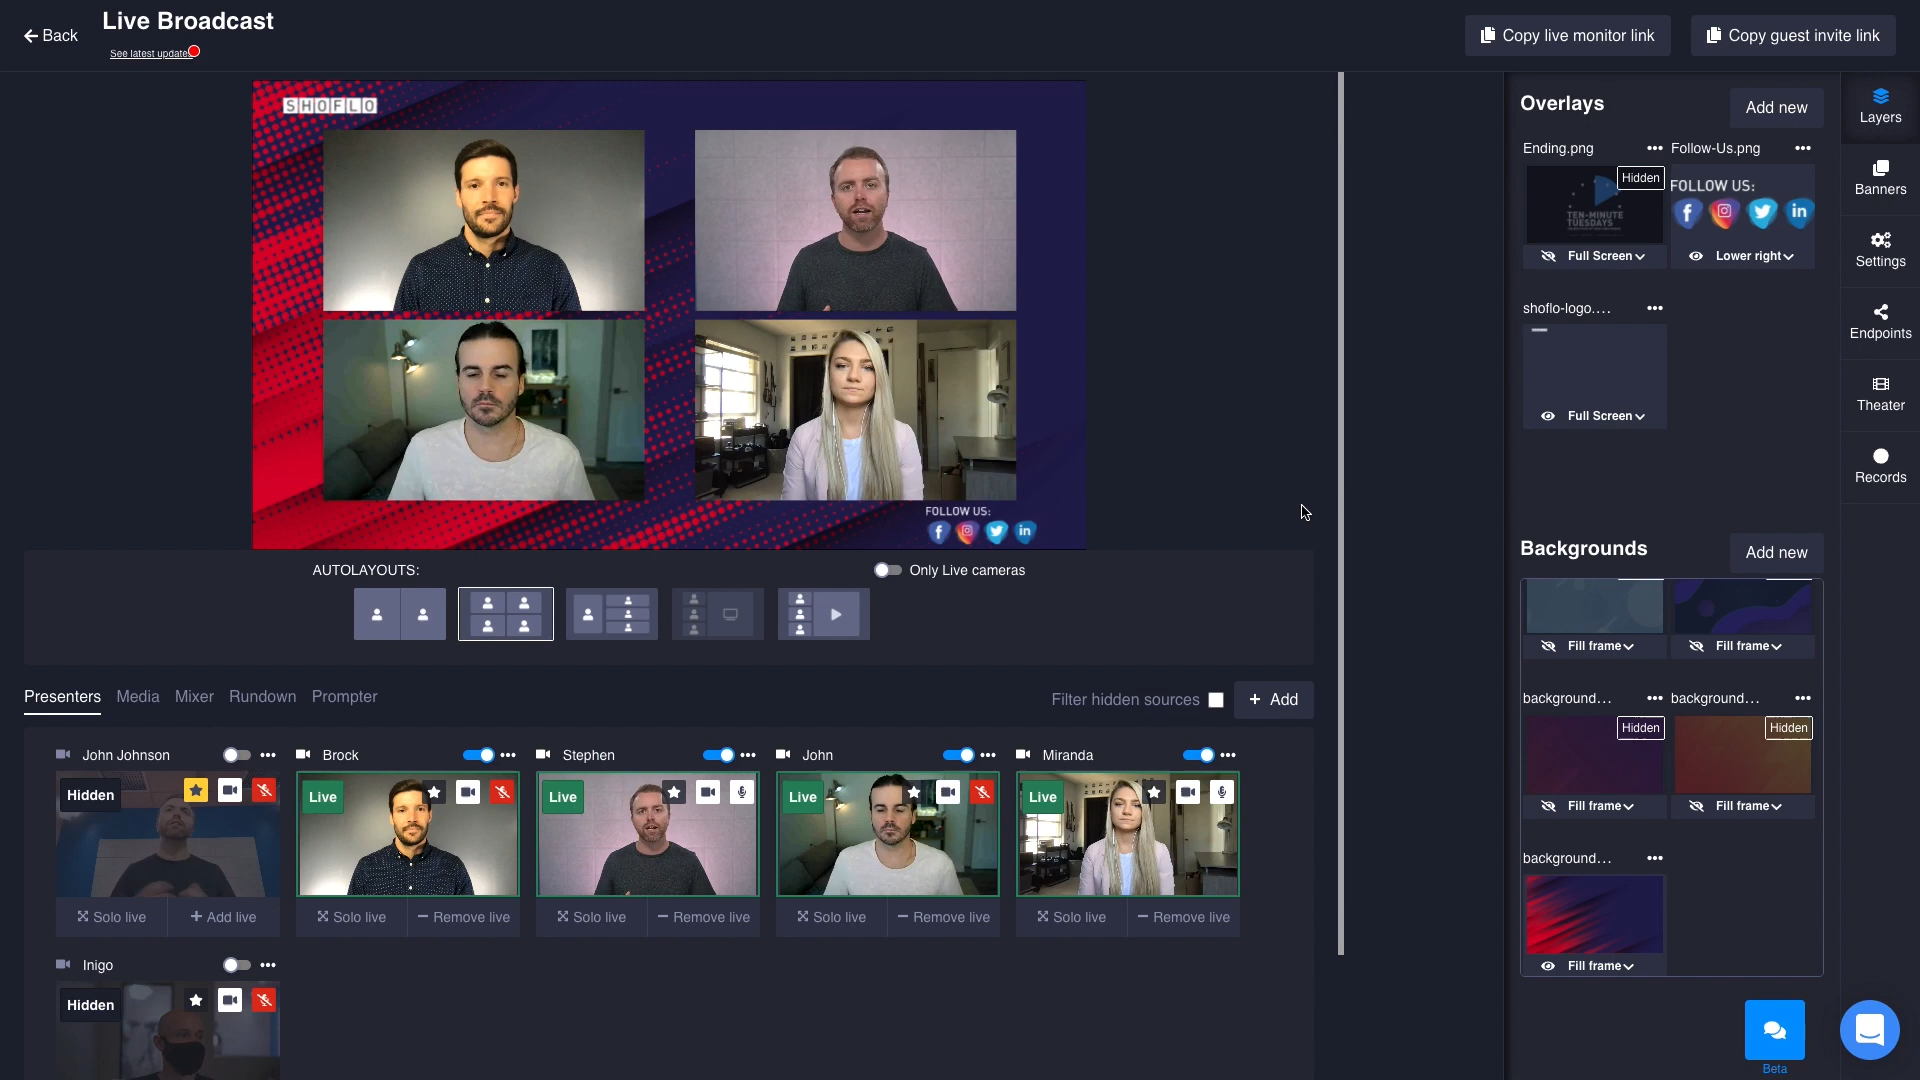 Back
Live Broadcast
See latest updates
Copy live monitor link
Copy guest invite link
SHOFLO
FOLLOW US:
AUTOLAYOUTS:
Only Live cameras
Presenters Media Mixer Rundown Prompter
Filter hidden sources
+ Add
John Johnson
Hidden
Solo live
+ Add live
Brock
Live
Solo live
− Remove live
Stephen
Live
Solo live
− Remove live
John
Live
Solo live
− Remove live
Miranda
Live
Solo live
− Remove live
Inigo
Hidden
Overlays
Add new
Ending.png
Hidden
TEN-MINUTE
TUESDAYS
Full Screen
Follow-Us.png
FOLLOW US:
Lower right
shoflo-logo....
Full Screen
Backgrounds
Add new
Fill frame
Fill frame
background...
Hidden
Fill frame
background...
Hidden
Fill frame
background...
Fill frame
Layers
Banners
Settings
Endpoints
Theater
Records
Beta